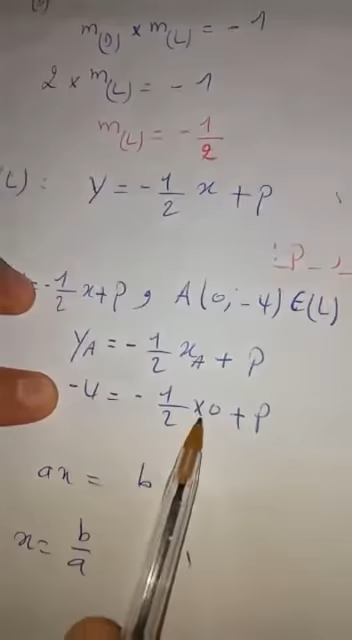 m(D) × m(L) = -1
2 × m(L) = -1
m(L) = -1/2
(L): y = -1/2 x + p
: P
= -1/2 x + p , A(0; -4) ∈ (L)
yA = -1/2 xA + p
-4 = -1/2 × 0 + p
ax = b
x = b/a